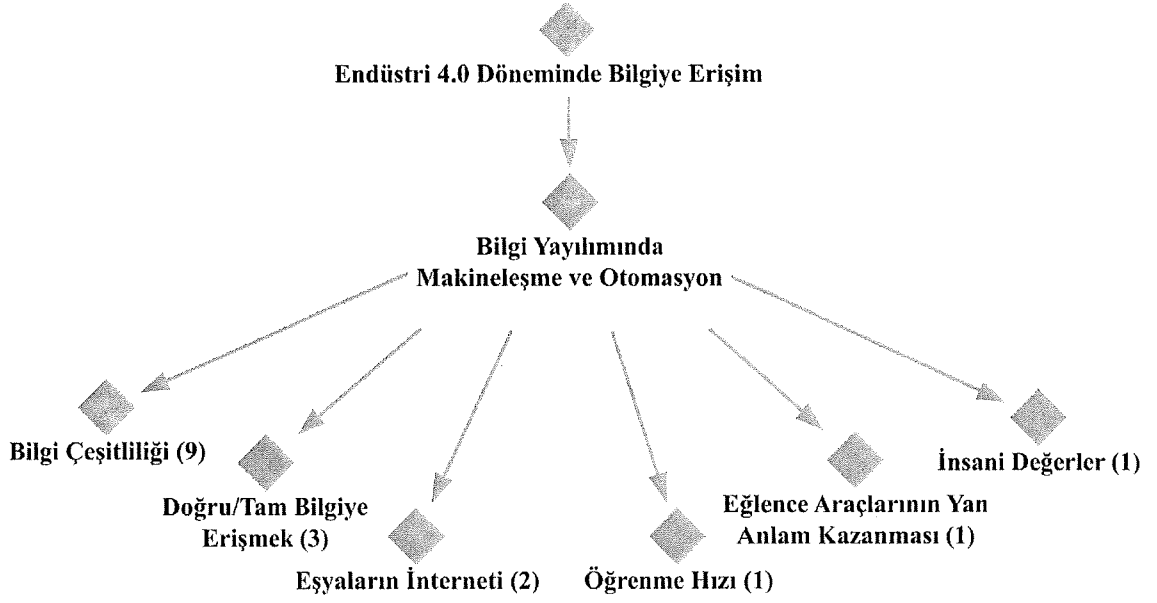 Endüstri 4.0 Döneminde Bilgiye Erişim
Bilgi Yayılımında
Makineleşme ve Otomasyon
Bilgi Çeşitliliği (9)
Doğru/Tam Bilgiye
Erişmek (3)
Eşyaların İnterneti (2)
Öğrenme Hızı (1)
Eğlence Araçlarının Yan
Anlam Kazanması (1)
İnsani Değerler (1)